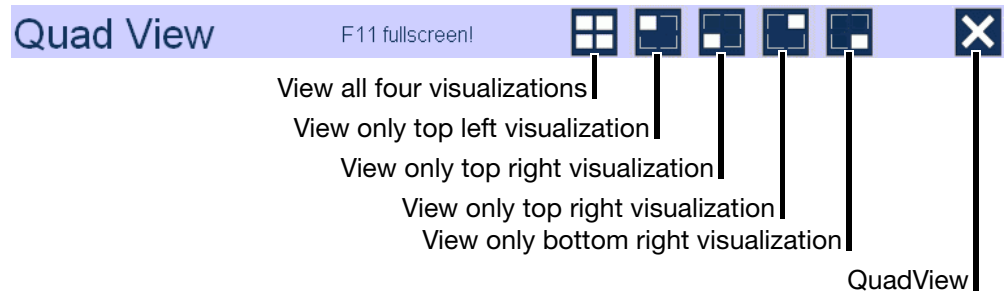 Quad View F11 fullscreen!
View all four visualizations
View only top left visualization
View only top right visualization
View only top right visualization
View only bottom right visualization
QuadView